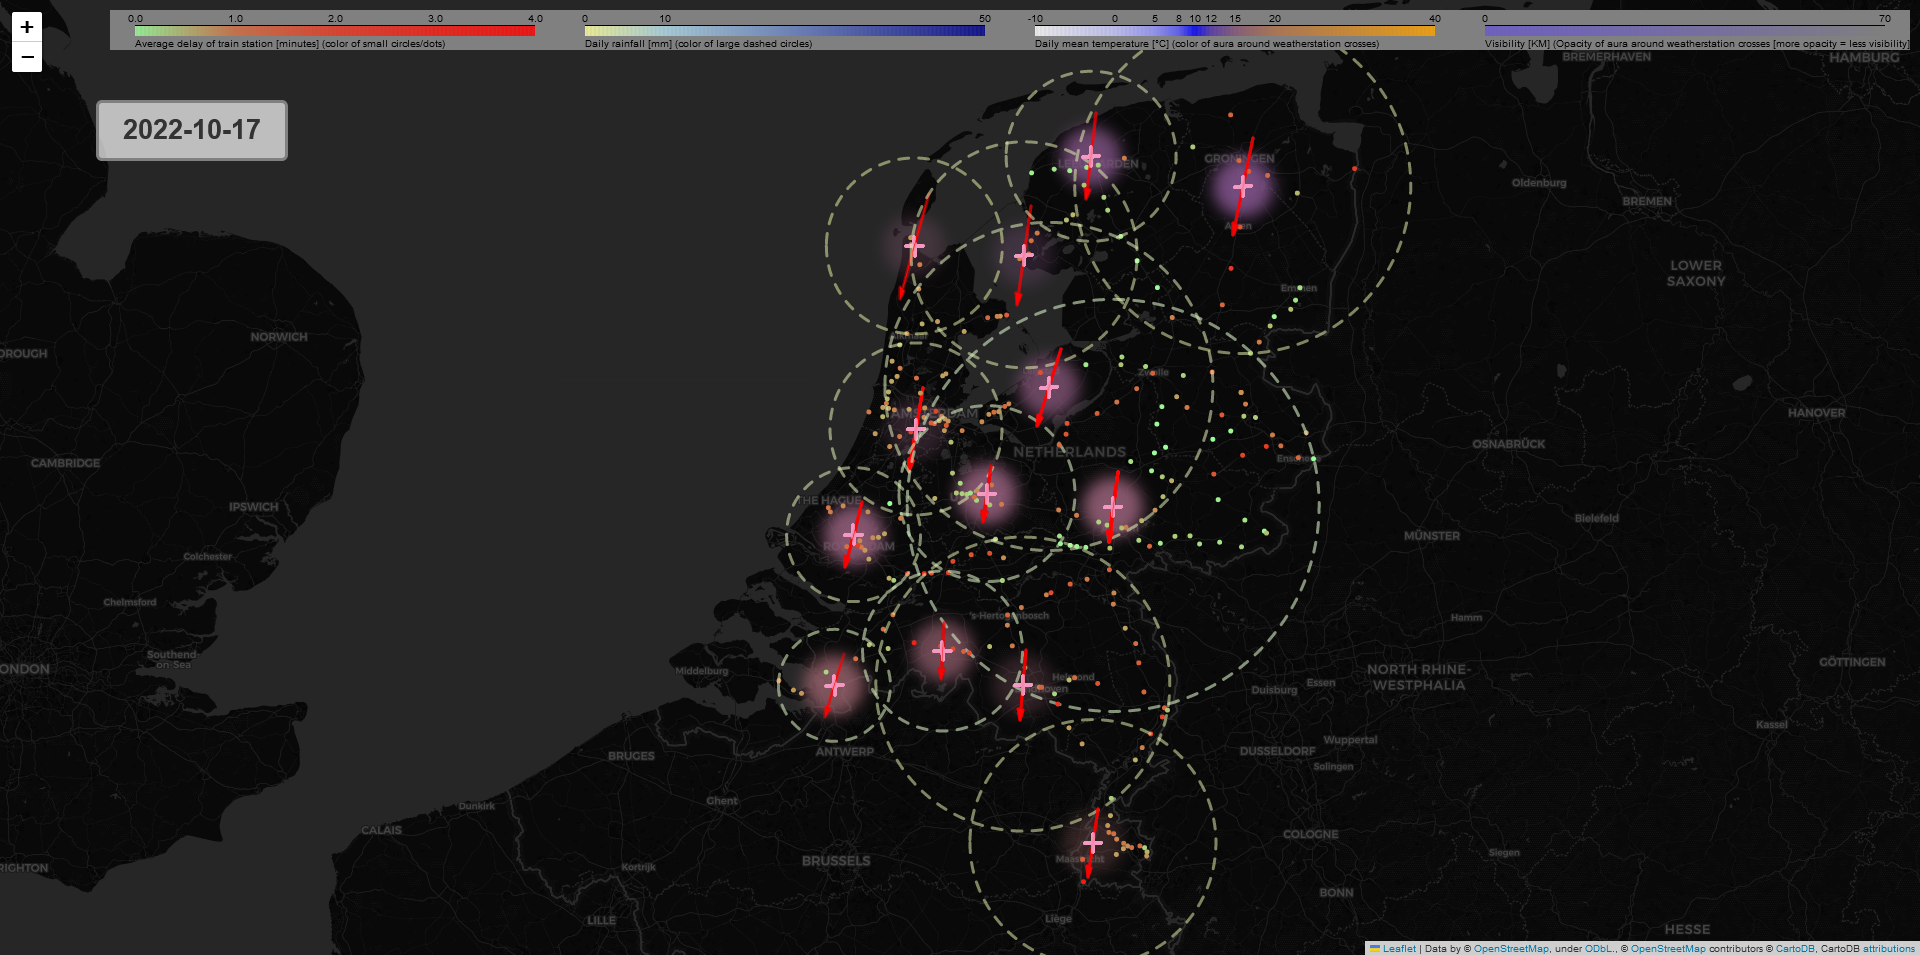 +
−
0.0 1.0 2.0 3.0 4.0
Average delay of train station [minutes] (color of small circles/dots)
0 10 50
Daily rainfall [mm] (color of large dashed circles)
-10 0 5 8 10 12 15 20 40
Daily mean temperature [°C] (color of aura around weatherstation crosses)
0 70
Visibility [KM] (Opacity of aura around weatherstation crosses [more opacity = less visibility]
2022-10-17
BREMERHAVEN
HAMBURG
GRONINGEN
Oldenburg
BREMEN
LOWER
SAXONY
Emmen
NORWICH
OROUGH
Zwolle
AMSTERDAM
HANOVER
NETHERLANDS
OSNABRÜCK
CAMBRIDGE
THE HAGUE
IPSWICH
Bielefeld
MÜNSTER
Colchester
ROTTERDAM
Chelmsford
's-Hertogenbosch
Hamm
Southend
-on-Sea
ONDON
Middelburg
Helmond
Eindhoven
NORTH RHINE-
WESTPHALIA
GÖTTINGEN
Essen
Duisburg
Kassel
ANTWERP
BRUGES
DUSSELDORF
Wuppertal
Solingen
Ghent
Dunkirk
CALAIS
COLOGNE
BRUSSELS
Maastricht
Siegen
Kortrijk
RIGHTON
BONN
LILLE
Liège
HESSE
Leaflet | Data by © OpenStreetMap, under ODbL., © OpenStreetMap contributors © CartoDB, CartoDB attributions